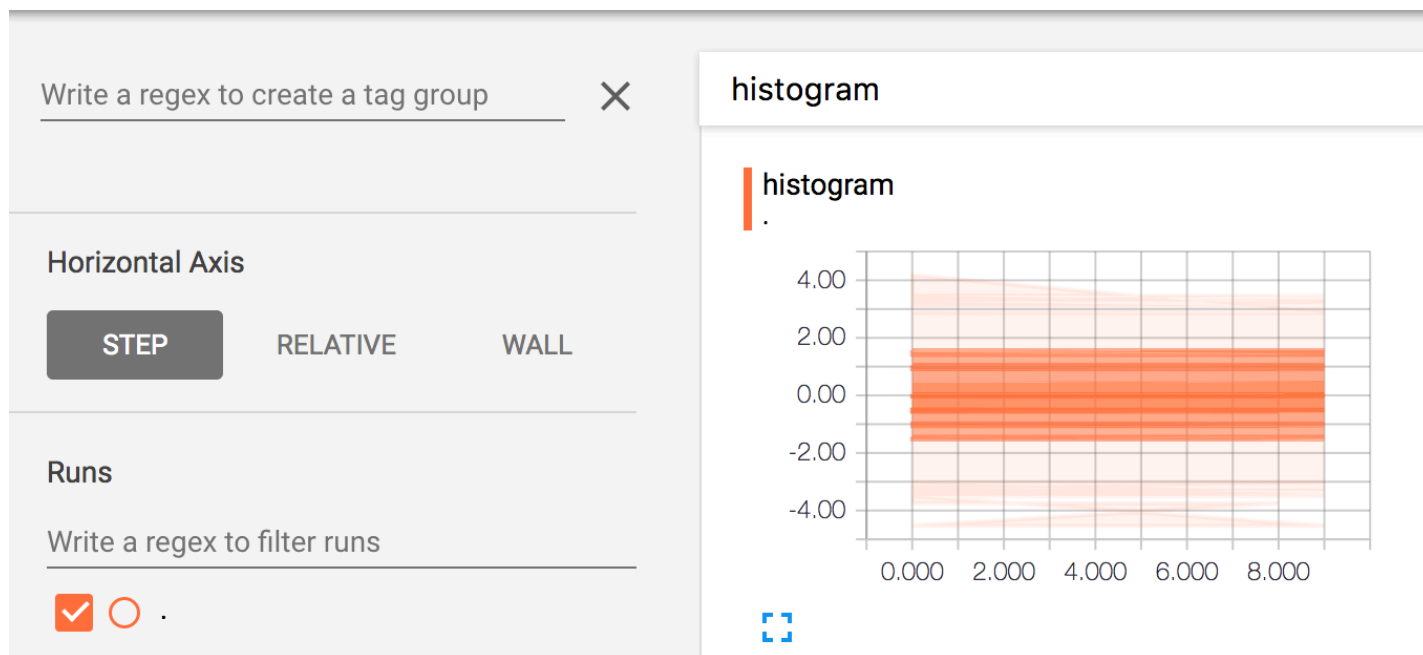 Write a regex to create a tag group
Horizontal Axis
STEP RELATIVE WALL
Runs
Write a regex to filter runs
.
histogram
histogram
.
4.00
2.00
0.00
-2.00
-4.00
0.000 2.000 4.000 6.000 8.000